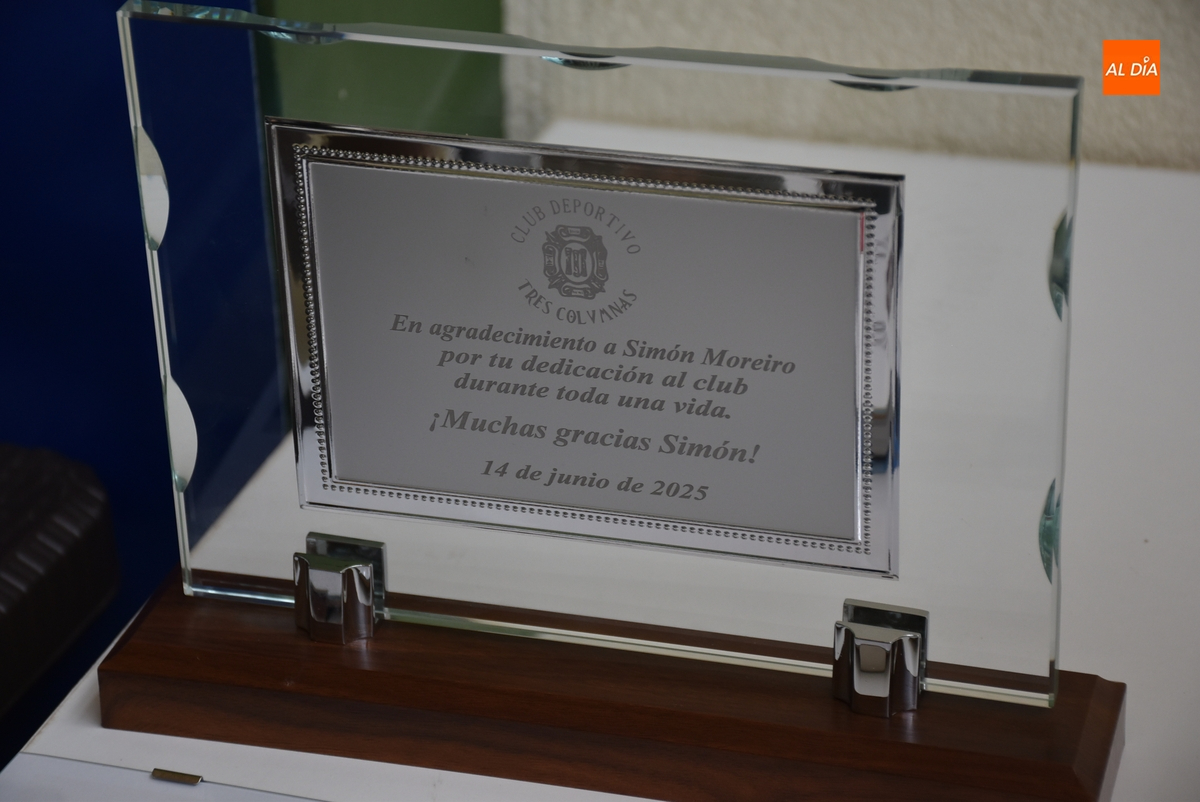 AL DÍA
CLUB DEPORTIVO
TRES COLVMNAS
En agradecimiento a Simón Moreiro
por tu dedicación al club
durante toda una vida.
¡Muchas gracias Simón!
14 de junio de 2025